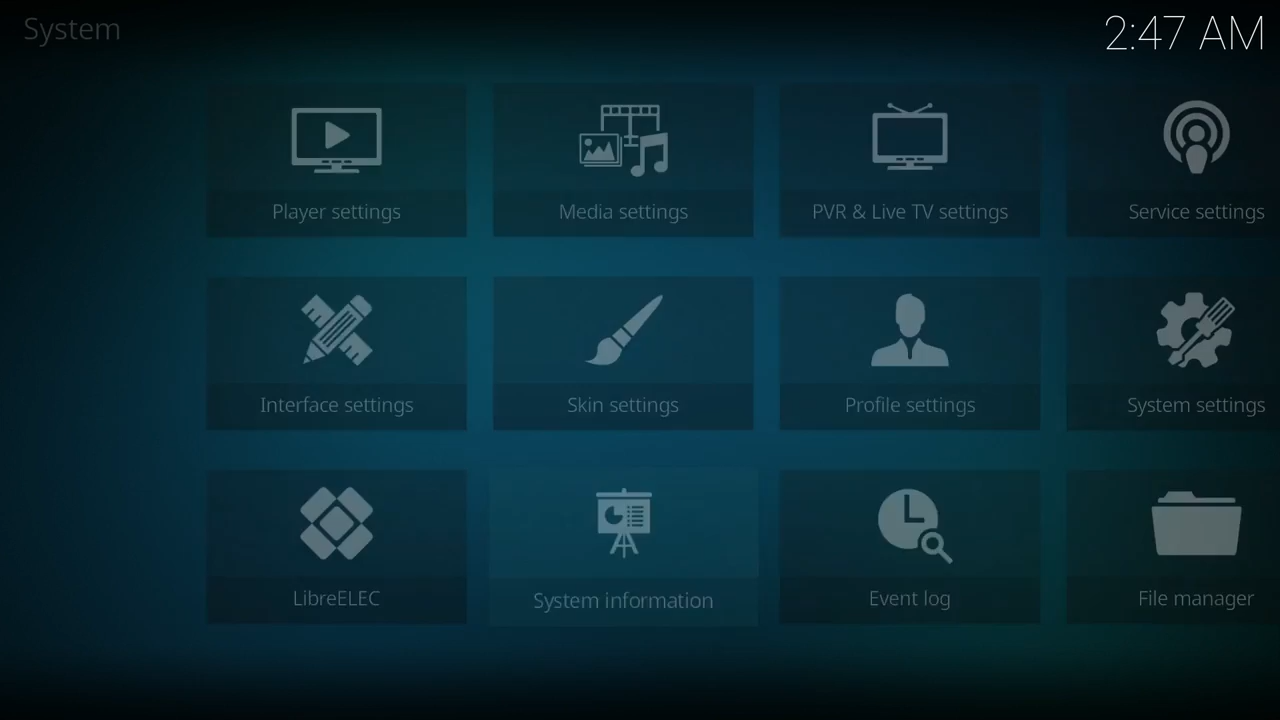 System
2:47 AM
Player settings
Media settings
PVR & Live TV settings
Service settings
Interface settings
Skin settings
Profile settings
System settings
LibreELEC
System information
Event log
File manager